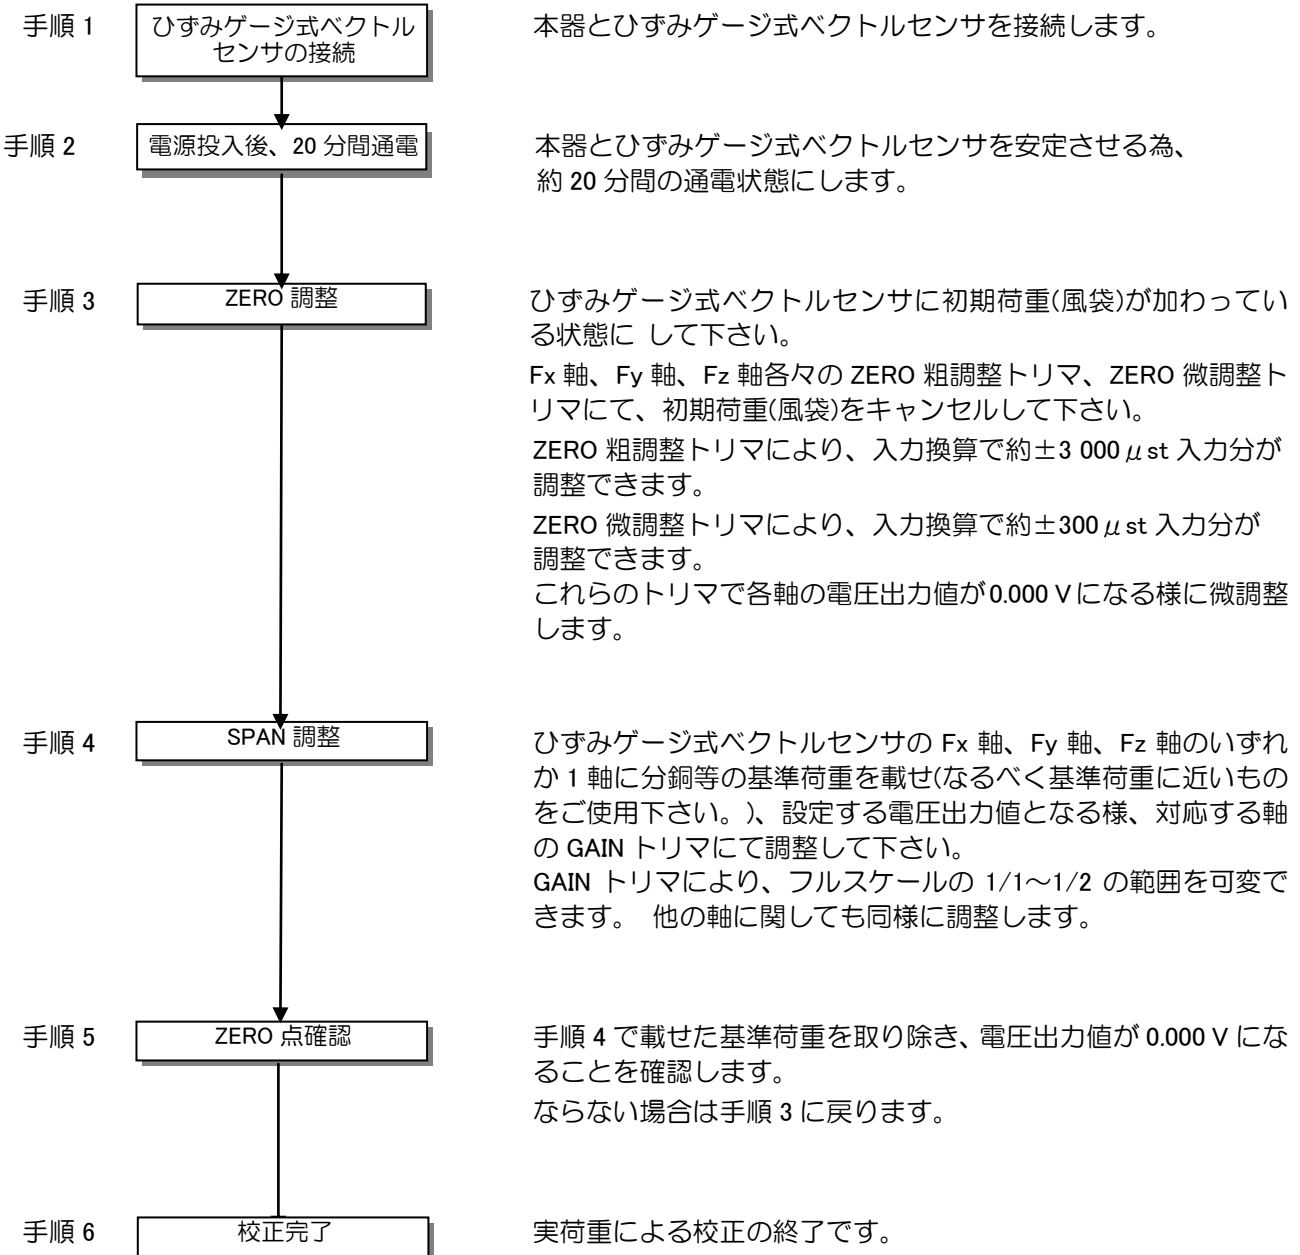 手順 1
ひずみゲージ式ベクトル
センサの接続
本器とひずみゲージ式ベクトルセンサを接続します。
手順 2
電源投入後、20 分間通電
本器とひずみゲージ式ベクトルセンサを安定させる為、
約 20 分間の通電状態にします。
手順 3
ZERO 調整
ひずみゲージ式ベクトルセンサに初期荷重(風袋)が加わってい
る状態に して下さい。
Fx 軸、Fy 軸、Fz 軸各々の ZERO 粗調整トリマ、ZERO 微調整ト
リマにて、初期荷重(風袋)をキャンセルして下さい。
ZERO 粗調整トリマにより、入力換算で約±3 000μst 入力分が
調整できます。
ZERO 微調整トリマにより、入力換算で約±300μst 入力分が
調整できます。
これらのトリマで各軸の電圧出力値が 0.000 V になる様に微調整
します。
手順 4
SPAN 調整
ひずみゲージ式ベクトルセンサの Fx 軸、Fy 軸、Fz 軸のいずれ
か 1 軸に分銅等の基準荷重を載せ(なるべく基準荷重に近いもの
をご使用下さい。)、設定する電圧出力値となる様、対応する軸
の GAIN トリマにて調整して下さい。
GAIN トリマにより、フルスケールの 1/1～1/2 の範囲を可変で
きます。 他の軸に関しても同様に調整します。
手順 5
ZERO 点確認
手順 4 で載せた基準荷重を取り除き、電圧出力値が 0.000 V にな
ることを確認します。
ならない場合は手順 3 に戻ります。
手順 6
校正完了
実荷重による校正の終了です。